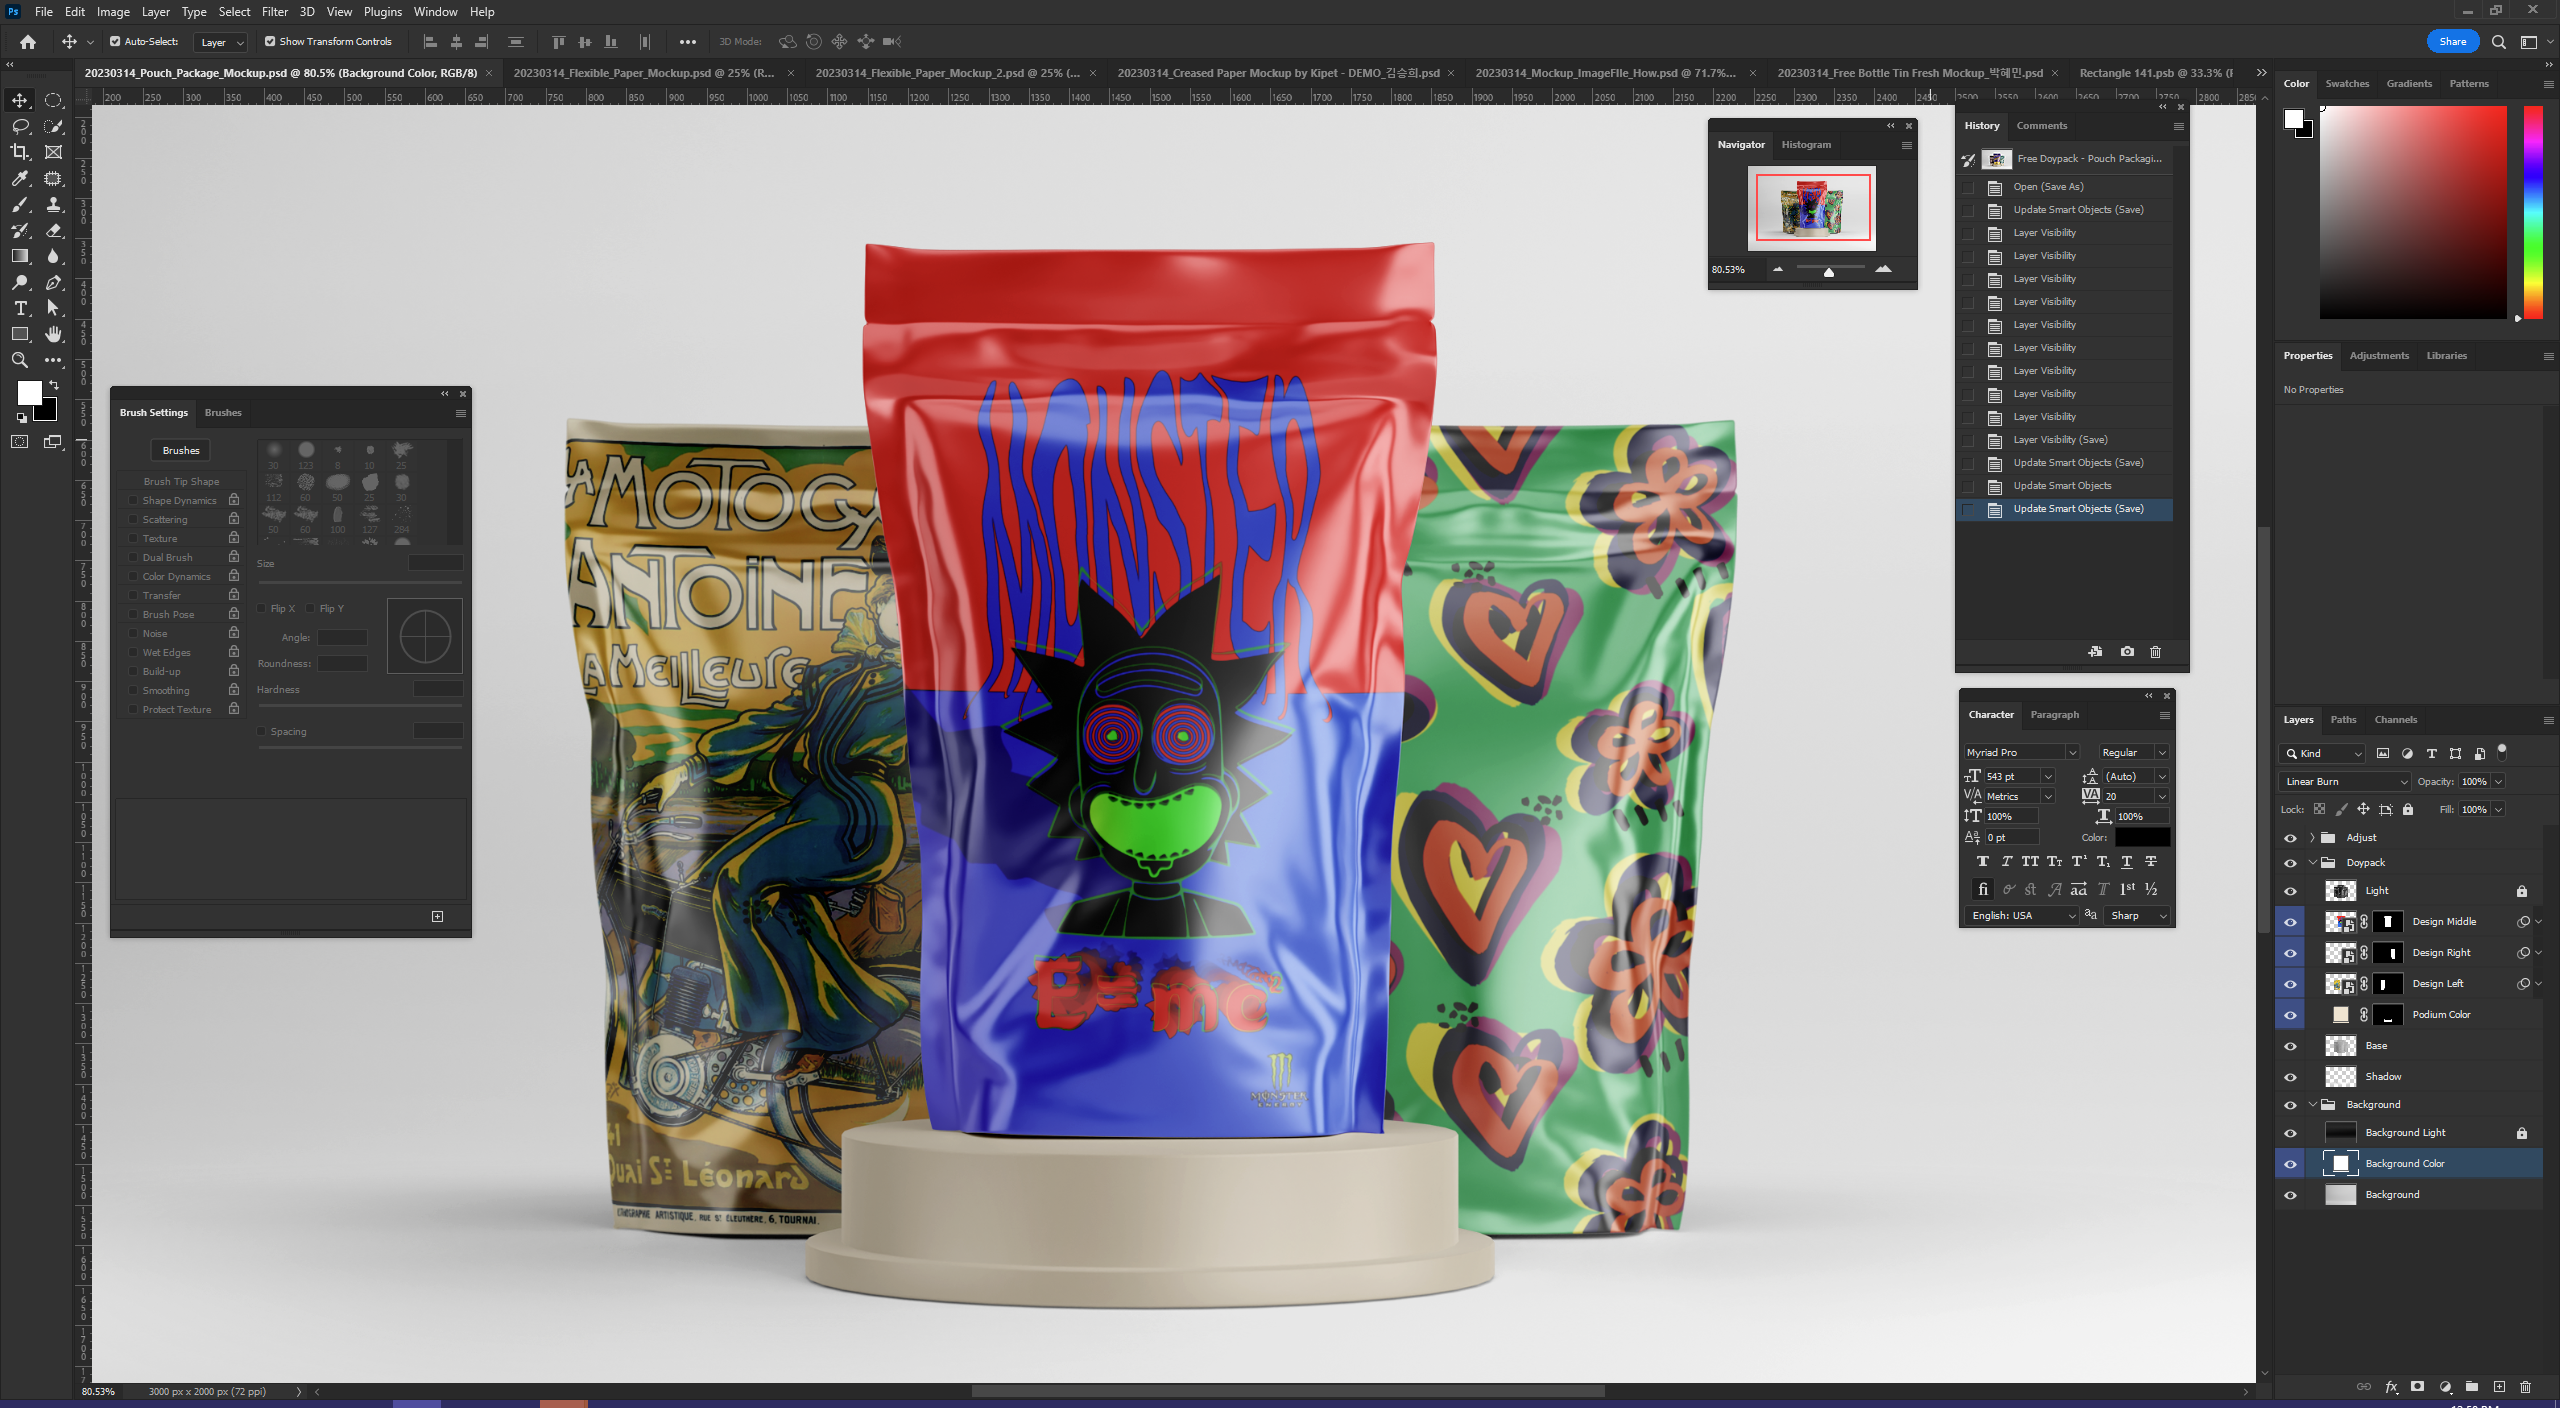 Ps File Edit Image Layer Type Select Filter 3D View Plugins Window Help
Auto-Select: Layer Show Transform Controls 3D Mode: Share
20230314_Pouch_Package_Mockup.psd @ 80.5% (Background Color, RGB/8)
20230314_Flexible_Paper_Mockup.psd @ 25% (R...
20230314_Flexible_Paper_Mockup_2.psd @ 25% (...
20230314_Creased Paper Mockup by Kipet - DEMO_김승희.psd
20230314_Mockup_ImageFIle_How.psd @ 71.7%...
20230314_Free Bottle Tin Fresh Mockup_박혜민.psd
Rectangle 141.psb @ 33.3% (F
200 250 300 350 400 450 500 550 600 650 700 750 800 850 900 950 1000 1050 1100 1150 1200 1250 1300 1350 1400 1450 1500 1550 1600 1650 1700 1750 1800 1850 1900 1950 2000 2050 2100 2150 2200 2250 2300 2350 2400 2450 2500 2550 2600 2650 2700 2750 2800 285
Brush Settings Brushes
Brushes
30 123 8 10 25
112 60 50 25 30
50 60 100 127 284
Brush Tip Shape
Shape Dynamics
Scattering
Texture
Dual Brush
Color Dynamics
Transfer
Brush Pose
Noise
Wet Edges
Build-up
Smoothing
Protect Texture
Size
Flip X Flip Y
Angle:
Roundness:
Hardness
Spacing
LA MOTOC
ANTOINE
LA MEILLEURE
41
Quai St Léonard
LITHOGRAPHE ARTISTIQUE, RUE ST ELEUTHERE, 6, TOURNAI.
MONSTER
E=mc²
MONSTER
ENERGY
Navigator Histogram
80.53%
History Comments
Free Doypack - Pouch Packagi...
Open (Save As)
Update Smart Objects (Save)
Layer Visibility
Layer Visibility
Layer Visibility
Layer Visibility
Layer Visibility
Layer Visibility
Layer Visibility
Layer Visibility
Layer Visibility
Layer Visibility (Save)
Update Smart Objects (Save)
Update Smart Objects
Update Smart Objects (Save)
Character Paragraph
Myriad Pro Regular
543 pt (Auto)
Metrics 20
100% 100%
0 pt Color:
English: USA Sharp
Color Swatches Gradients Patterns
Properties Adjustments Libraries
No Properties
Layers Paths Channels
Kind
Linear Burn Opacity: 100%
Lock: Fill: 100%
Adjust
Doypack
Light
Design Middle
Design Right
Design Left
Podium Color
Base
Shadow
Background
Background Light
Background Color
Background
80.53% 3000 px x 2000 px (72 ppi)